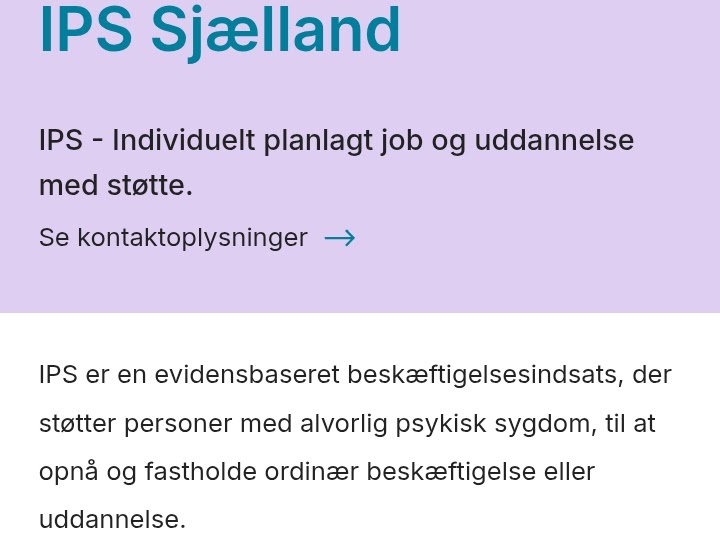 IPS Sjælland
IPS - Individuelt planlagt job og uddannelse
med støtte.
Se kontaktoplysninger →
IPS er en evidensbaseret beskæftigelsesindsats, der
støtter personer med alvorlig psykisk sygdom, til at
opnå og fastholde ordinær beskæftigelse eller
uddannelse.